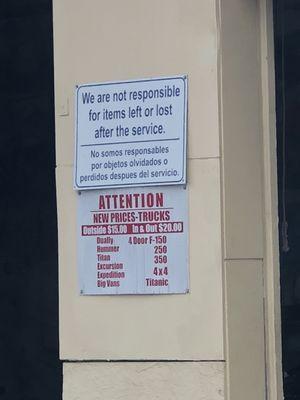 We are not responsible
for items left or lost
after the service.
No somos responsables
por objetos olvidados o
perdidos despues del servicio.
ATTENTION
NEW PRICES-TRUCKS
Outside $15.00 In & Out $20.00
Dually 4 Door F-150
Hummer 250
Titan 350
Excursion
Expedition 4x4
Big Vans Titanic